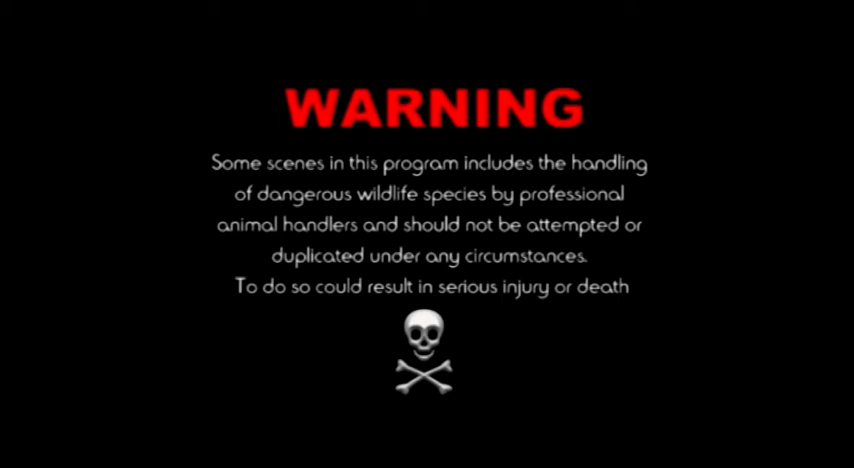 WARNING
Some scenes in this program includes the handling
of dangerous wildlife species by professional
animal handlers and should not be attempted or
duplicated under any circumstances.
To do so could result in serious injury or death